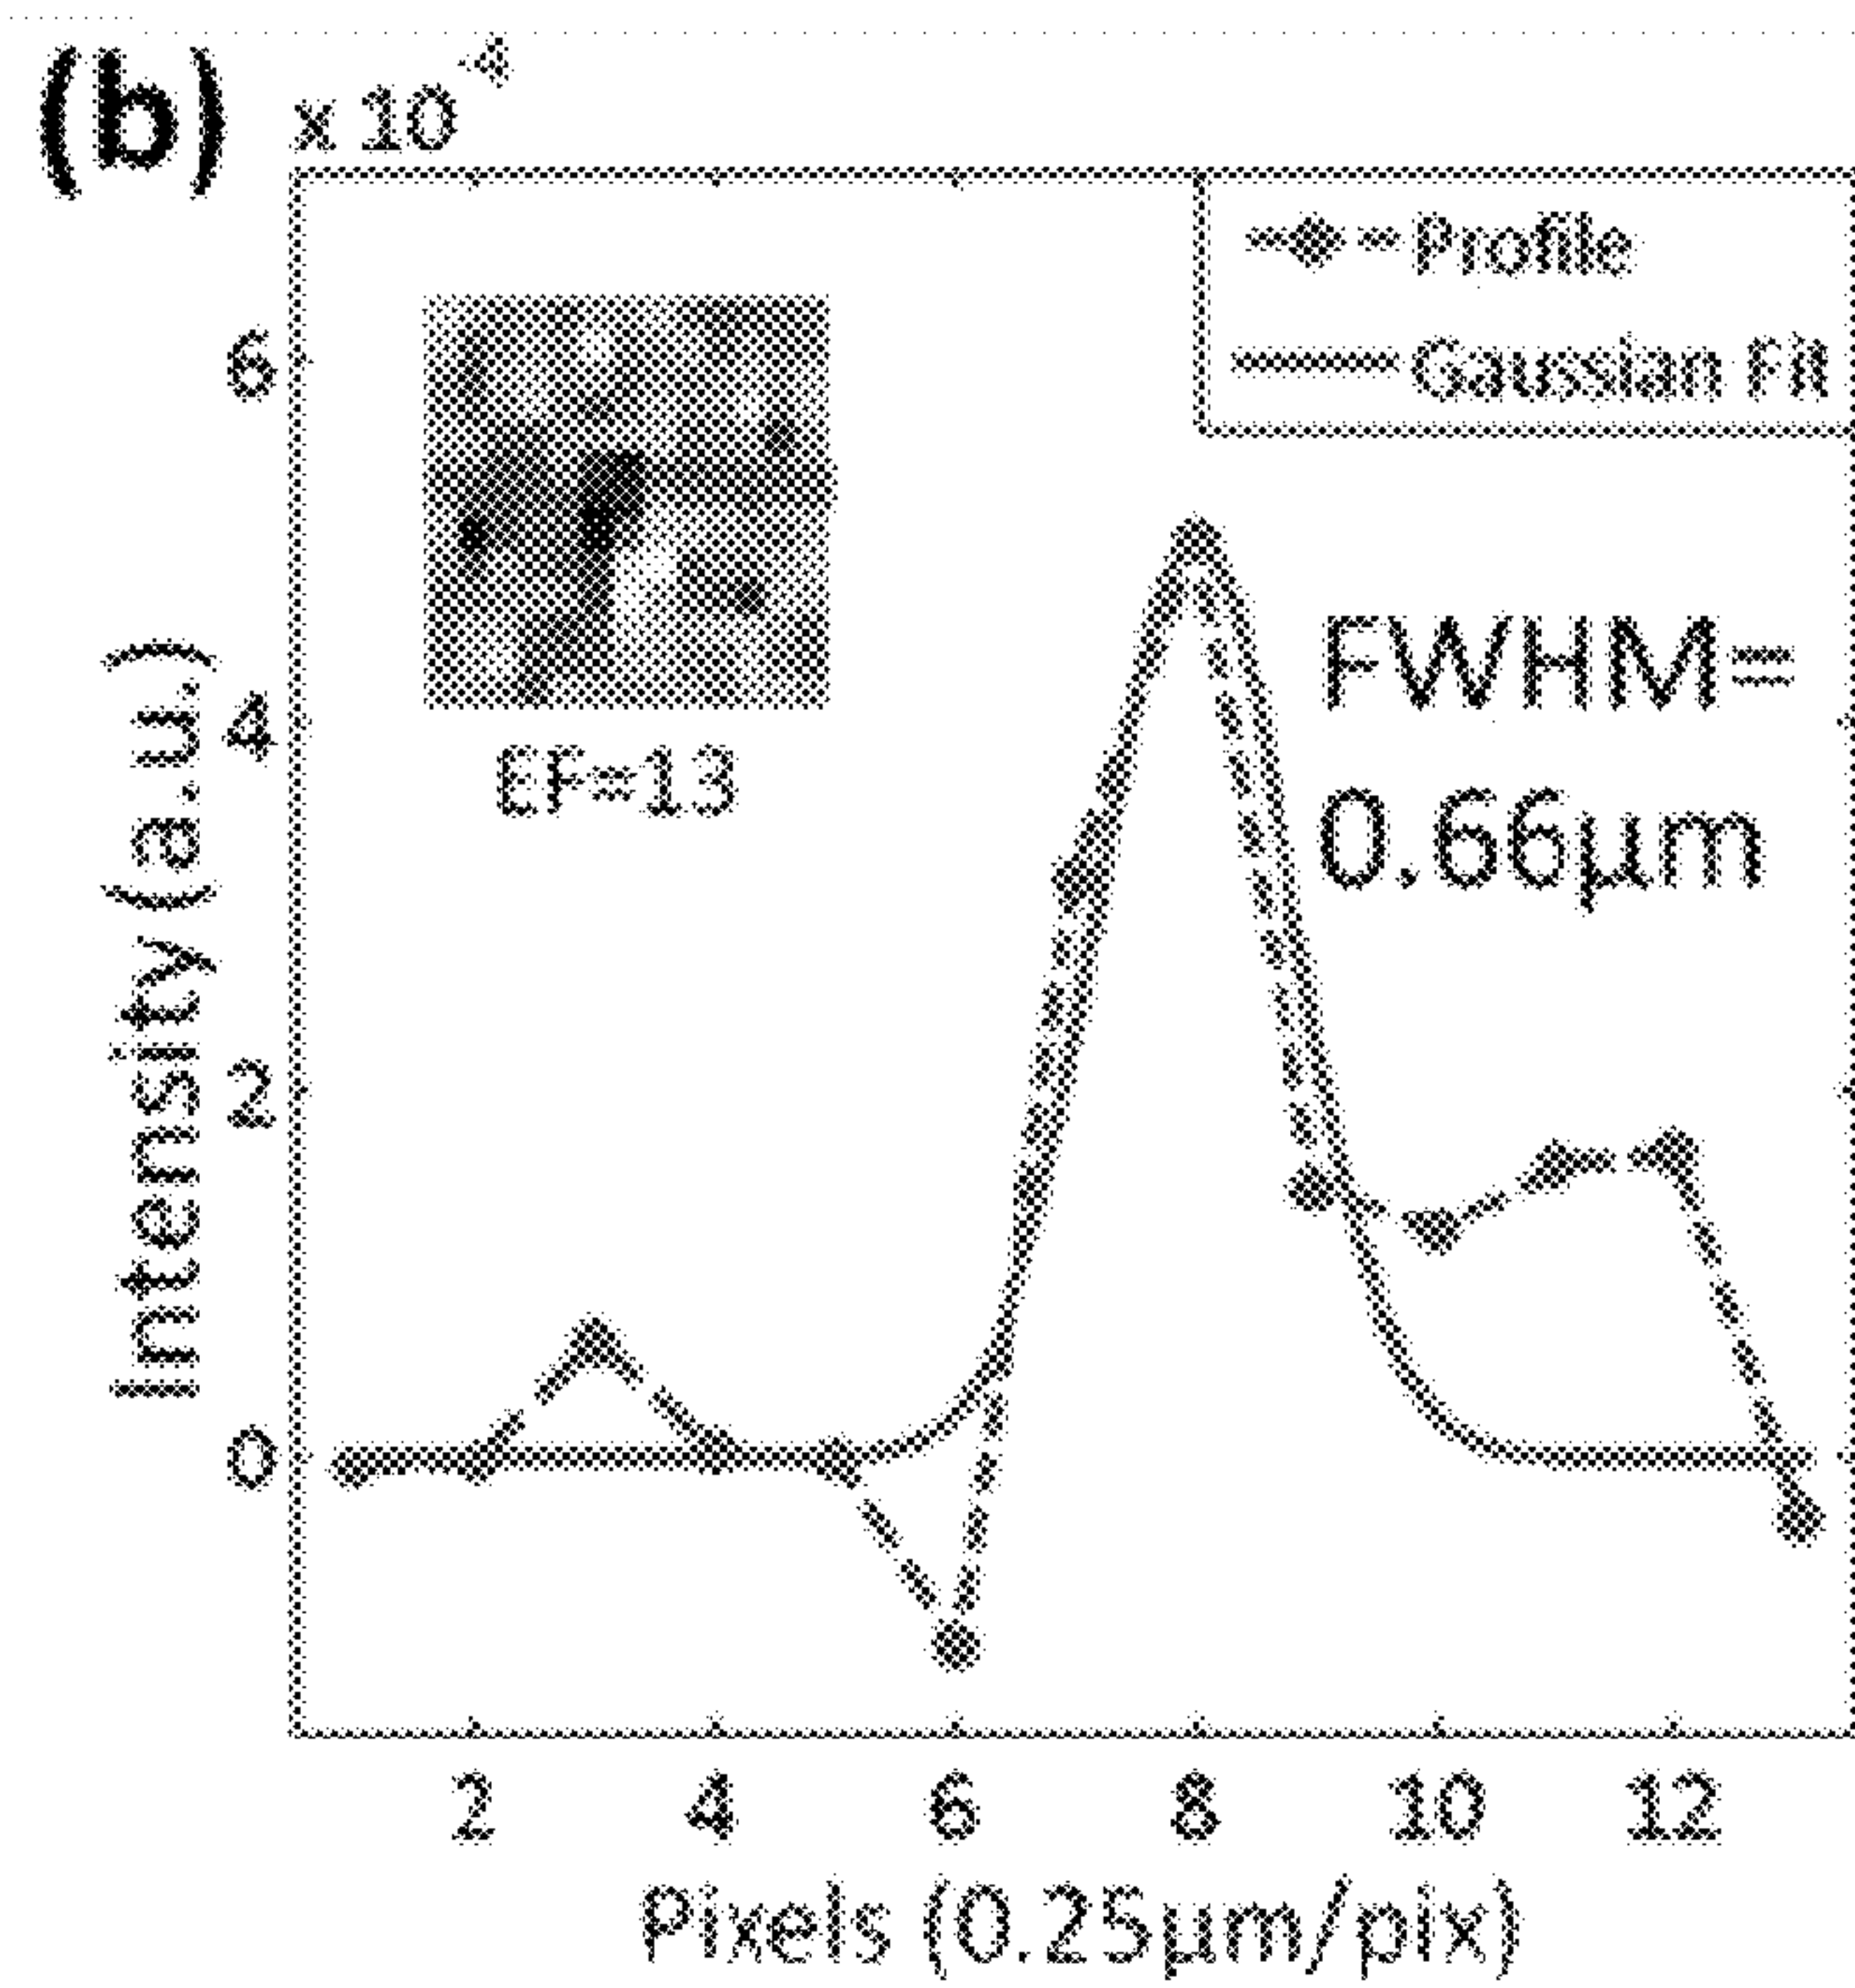 (b)
x 10
-4
Profile
Gaussian Fit
6
4
2
0
EF=13
FWHM=
0.66µm
Intensity (a.u.)
2 4 6 8 10 12
Pixels (0.25µm/pix)